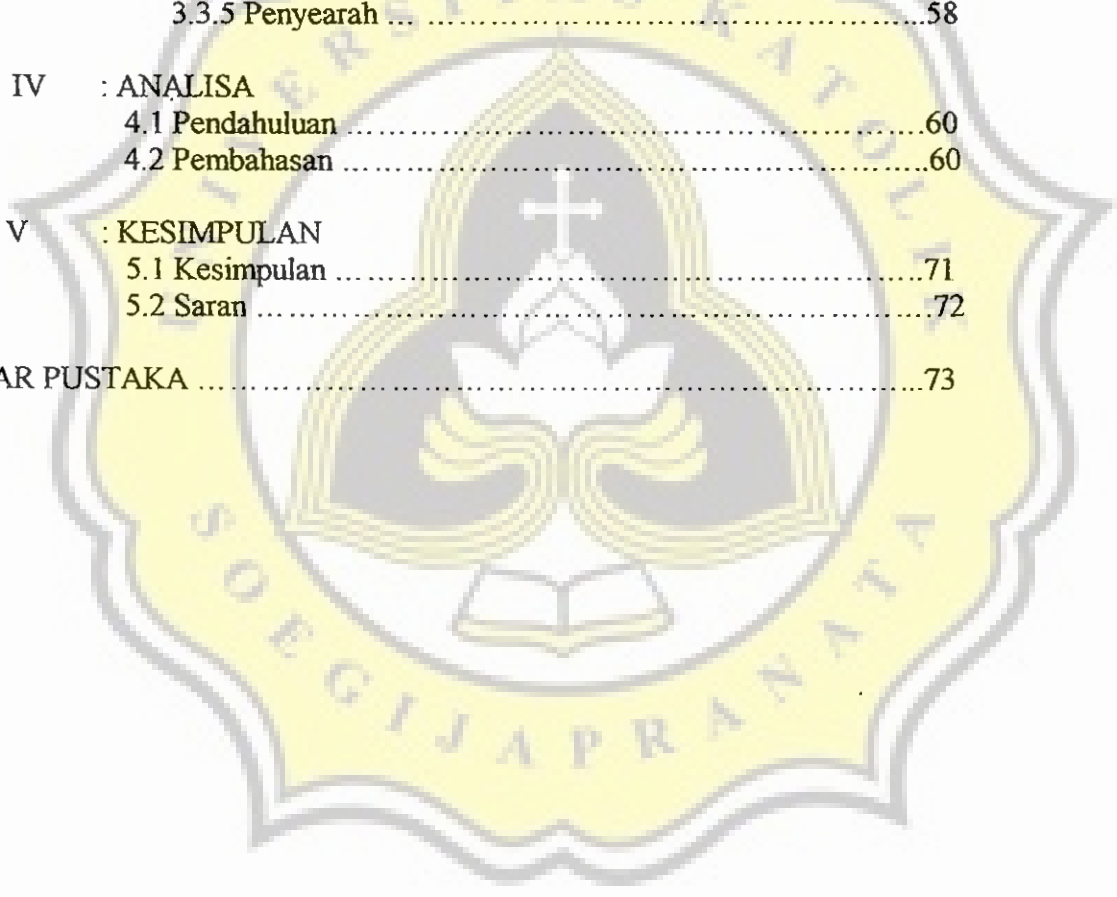 3.3.5 Penyearah ... ............................................58
IV : ANALISA
4.1 Pendahuluan ..................................................60
4.2 Pembahasan ..................................................60
V : KESIMPULAN
5.1 Kesimpulan ..................................................71
5.2 Saran ..........................................................72
AR PUSTAKA ..............................................................73
SOEGIJAPRANATA